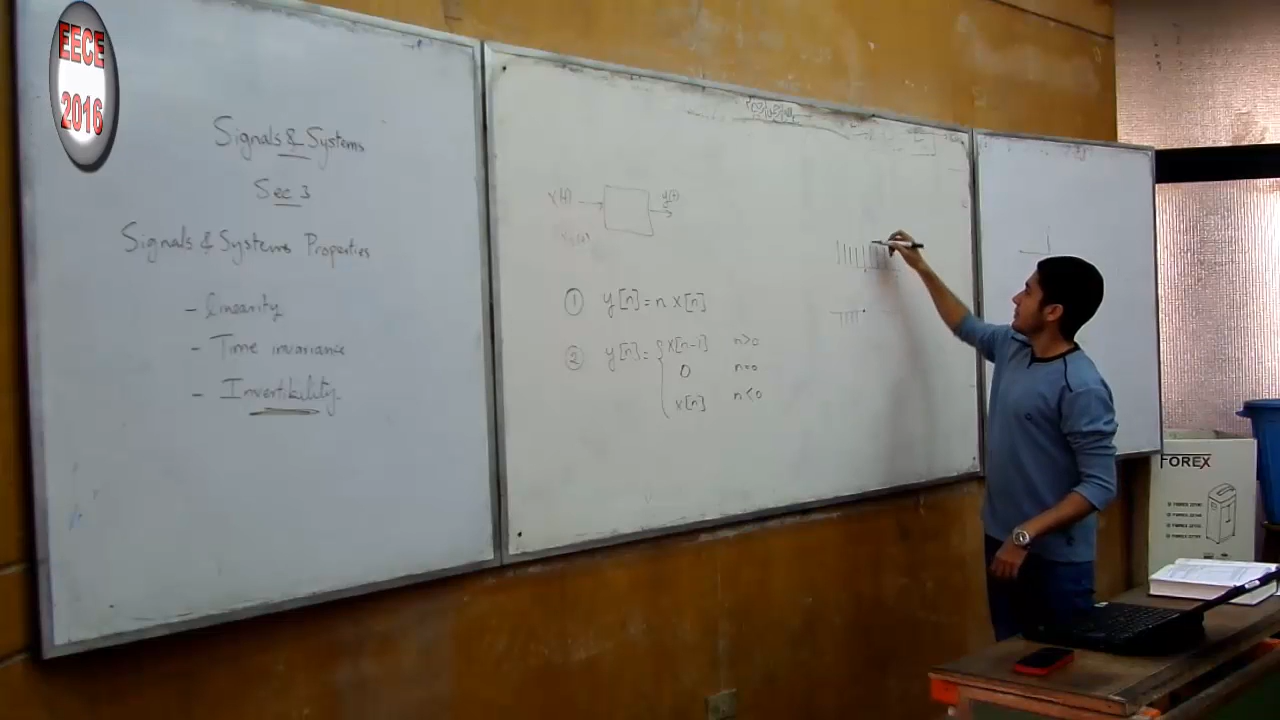 EECE
2016
Signals & Systems
Sec 3
Signals & Systems Properties
- linearity
- Time invariance
- Invertibility.
x(t)
y(t)
① y[n] = n x[n]
② y[n] = { x[n-1] n>0
0 n=0
x[n] n<0
FOREX